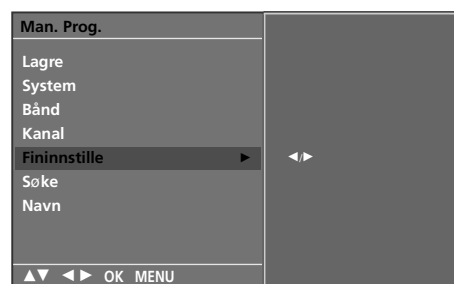 Man. Prog.
Lagre
System
Bånd
Kanal
Fininnstille ► ◄/►
Søke
Navn
▲▼ ◄► OK MENU